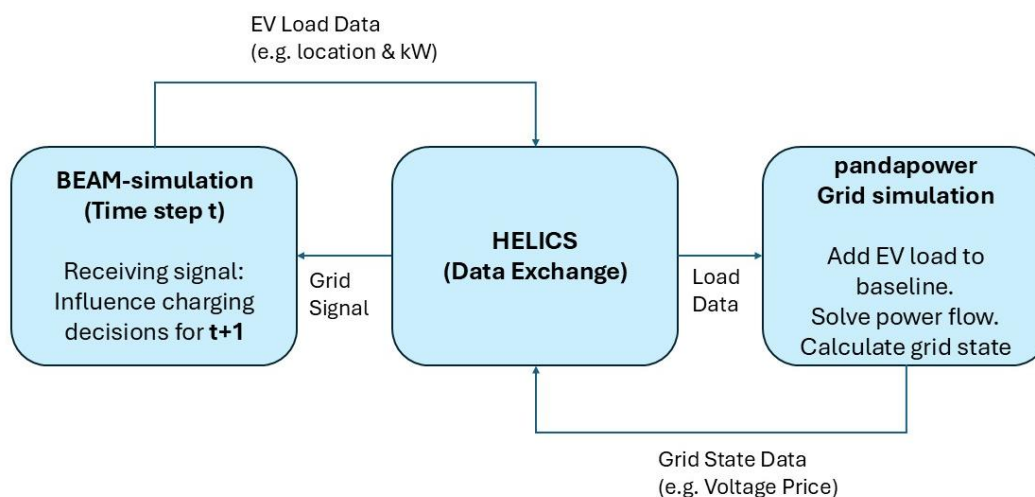 EV Load Data
(e.g. location & kW)
BEAM-simulation
(Time step t)
Receiving signal:
Influence charging
decisions for t+1
Grid
Signal
HELICS
(Data Exchange)
Load
Data
pandapower
Grid simulation
Add EV load to
baseline.
Solve power flow.
Calculate grid state
Grid State Data
(e.g. Voltage Price)